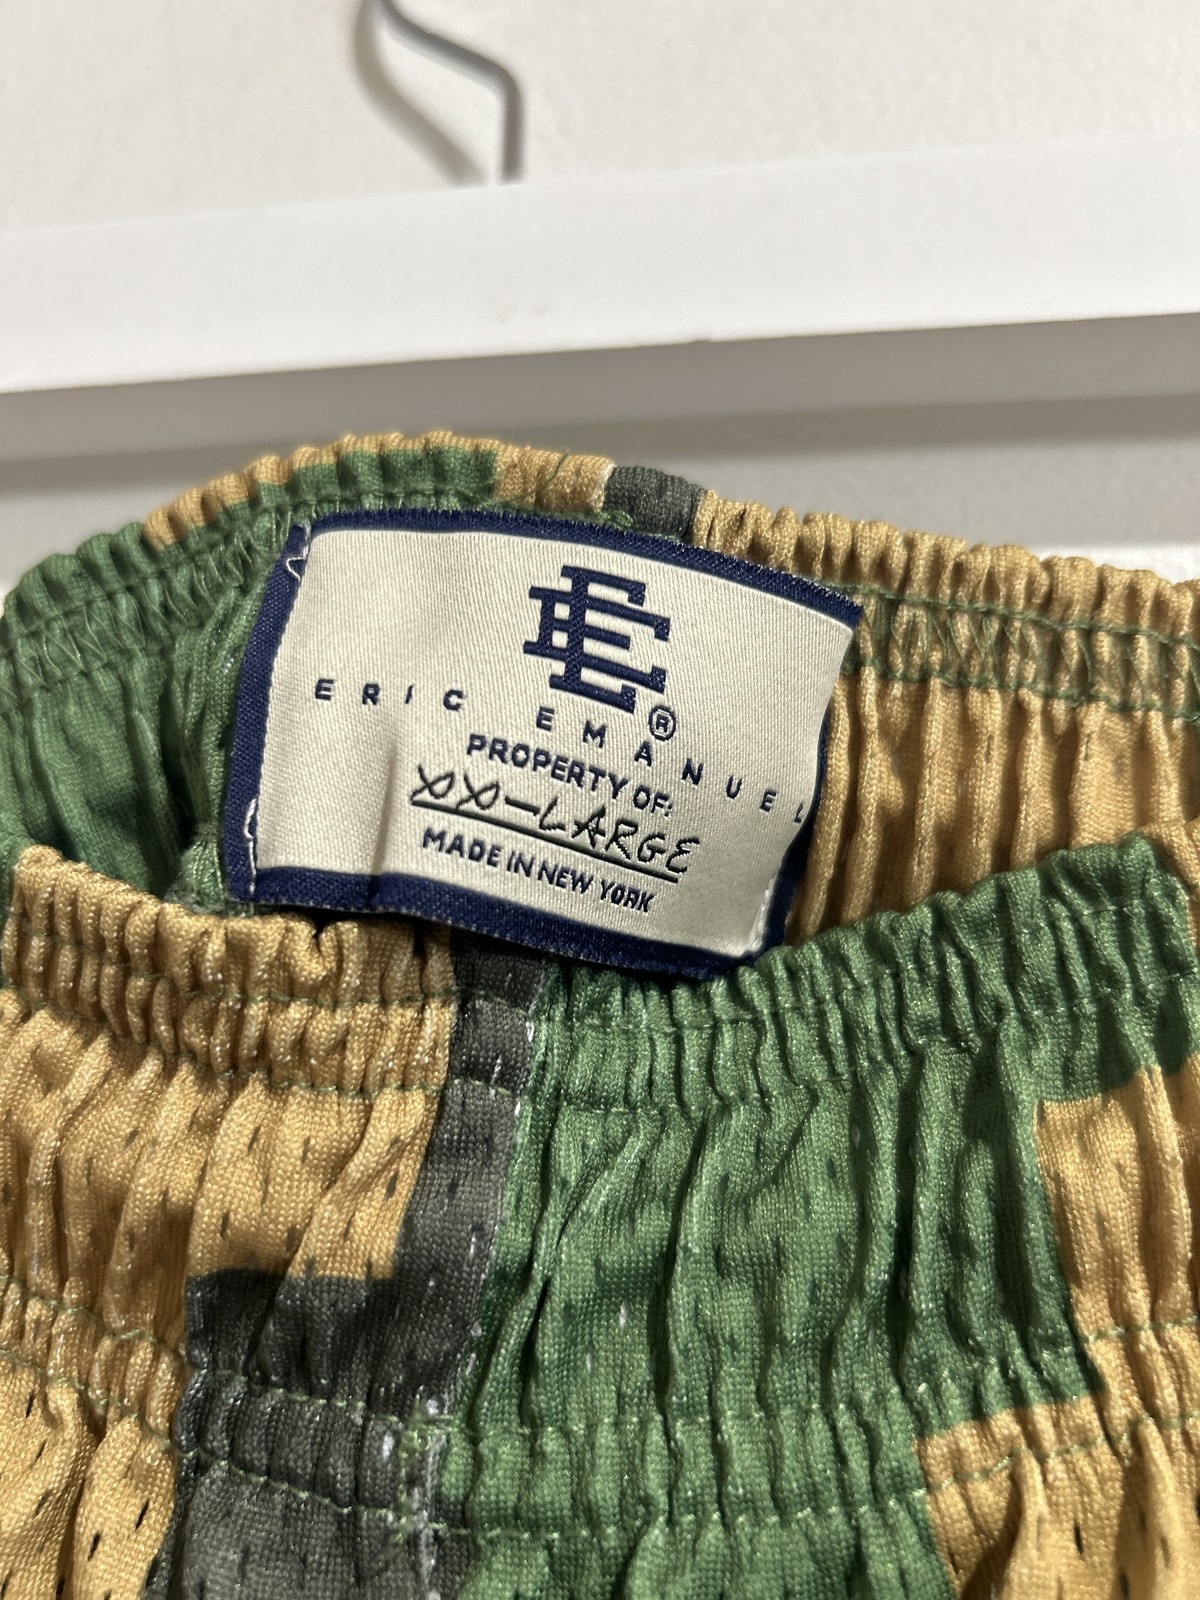 EE
ERIC EMANUEL
®
PROPERTY OF:
XX-LARGE
MADE IN NEW YORK